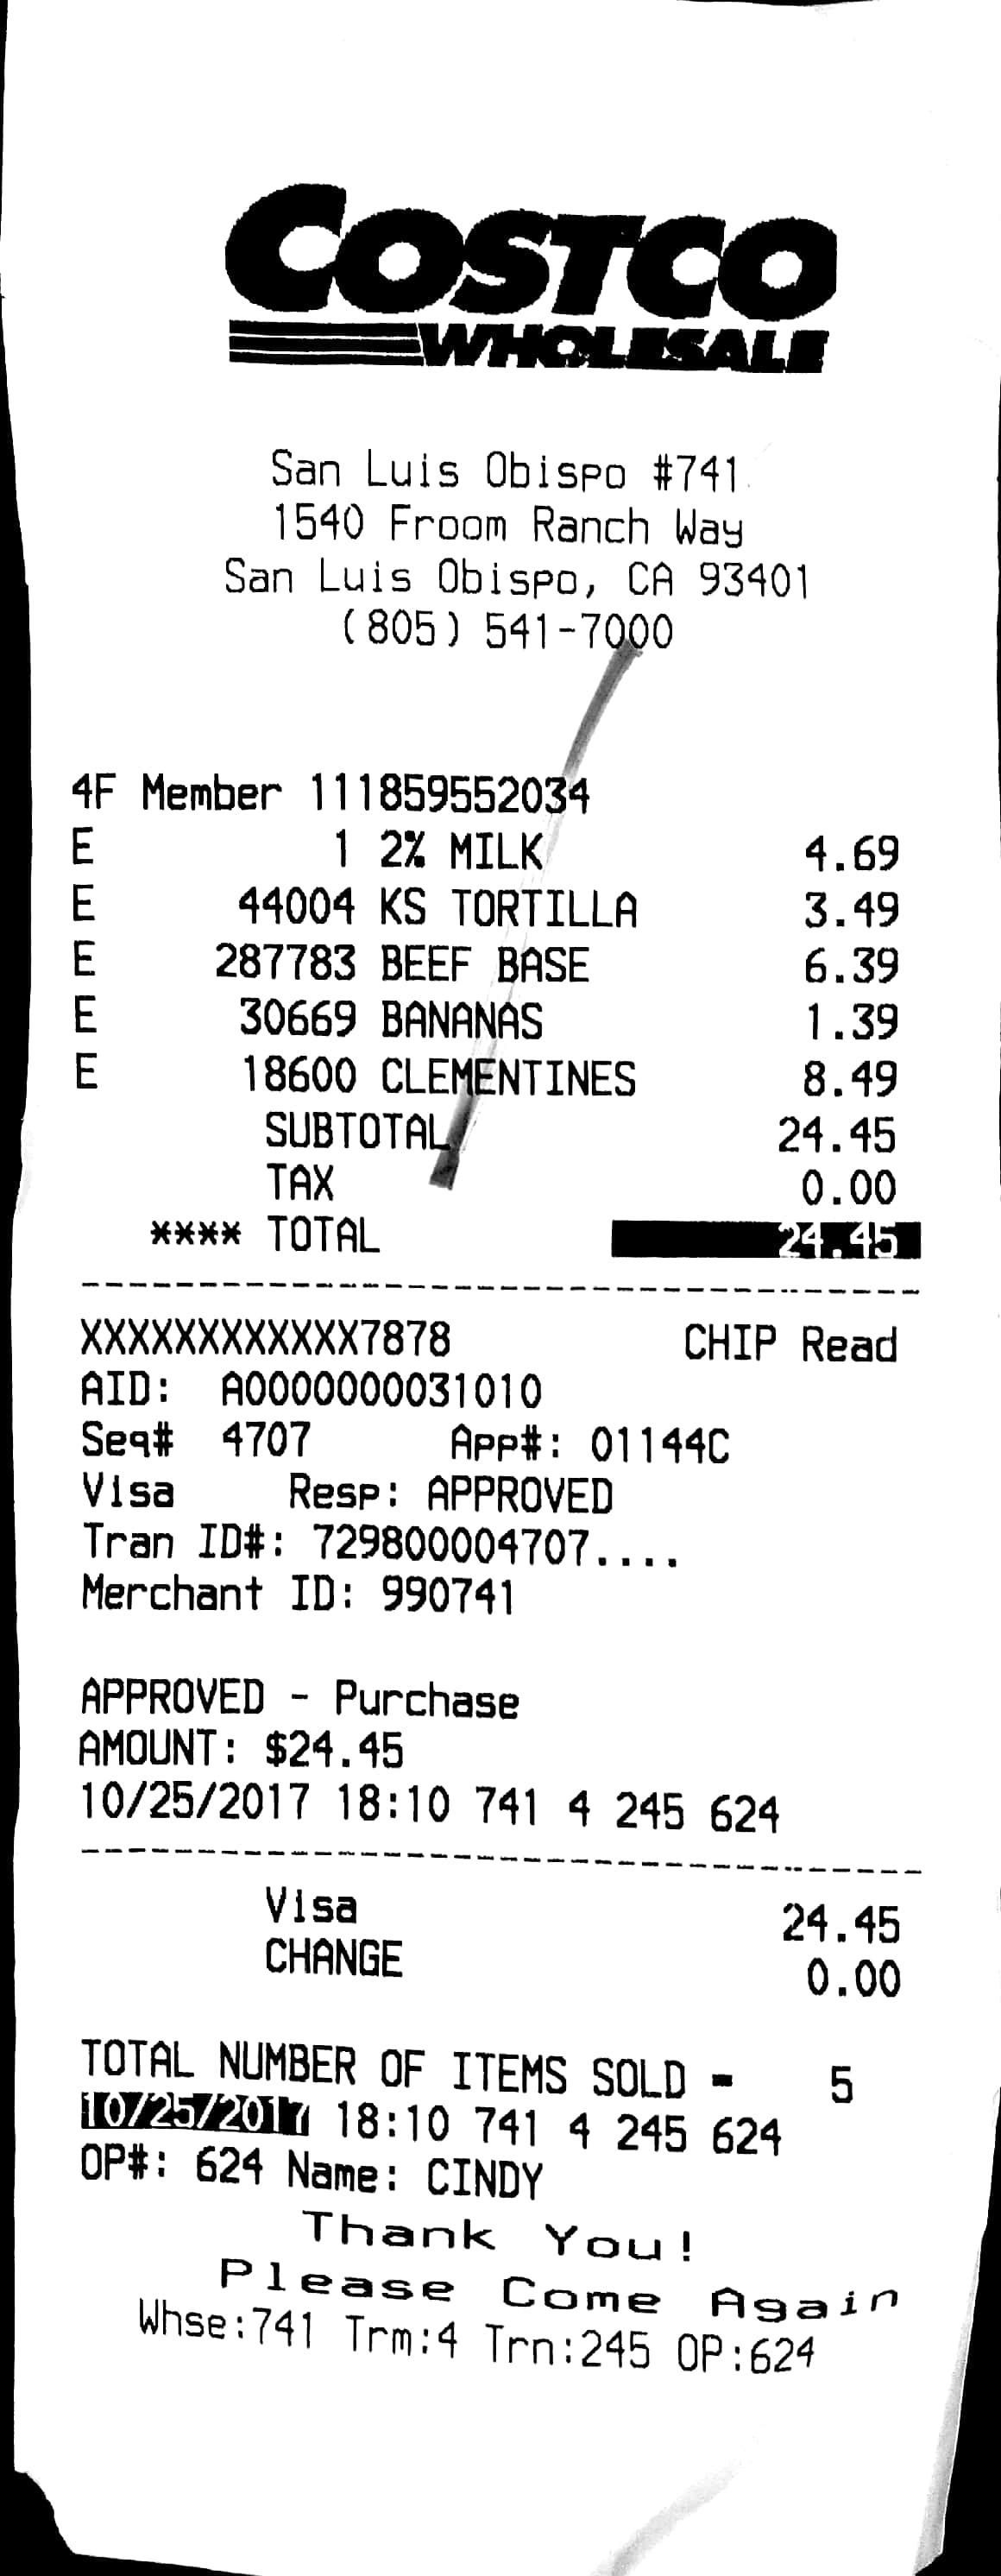 COSTCO
WHOLESALE
San Luis Obispo #741
1540 Froom Ranch Way
San Luis Obispo, CA 93401
(805) 541-7000
4F Member 111859552034
E 1 2% MILK 4.69
E 44004 KS TORTILLA 3.49
E 287783 BEEF BASE 6.39
E 30669 BANANAS 1.39
E 18600 CLEMENTINES 8.49
SUBTOTAL 24.45
TAX 0.00
**** TOTAL 24.45
XXXXXXXXXXXX7878 CHIP Read
AID: A0000000031010
Seq# 4707 App#: 01144C
Visa Resp: APPROVED
Tran ID#: 729800004707....
Merchant ID: 990741
APPROVED - Purchase
AMOUNT: $24.45
10/25/2017 18:10 741 4 245 624
Visa 24.45
CHANGE 0.00
TOTAL NUMBER OF ITEMS SOLD = 5
10/25/2017 18:10 741 4 245 624
OP#: 624 Name: CINDY
Thank You!
Please Come Again
Whse:741 Trm:4 Trn:245 OP:624